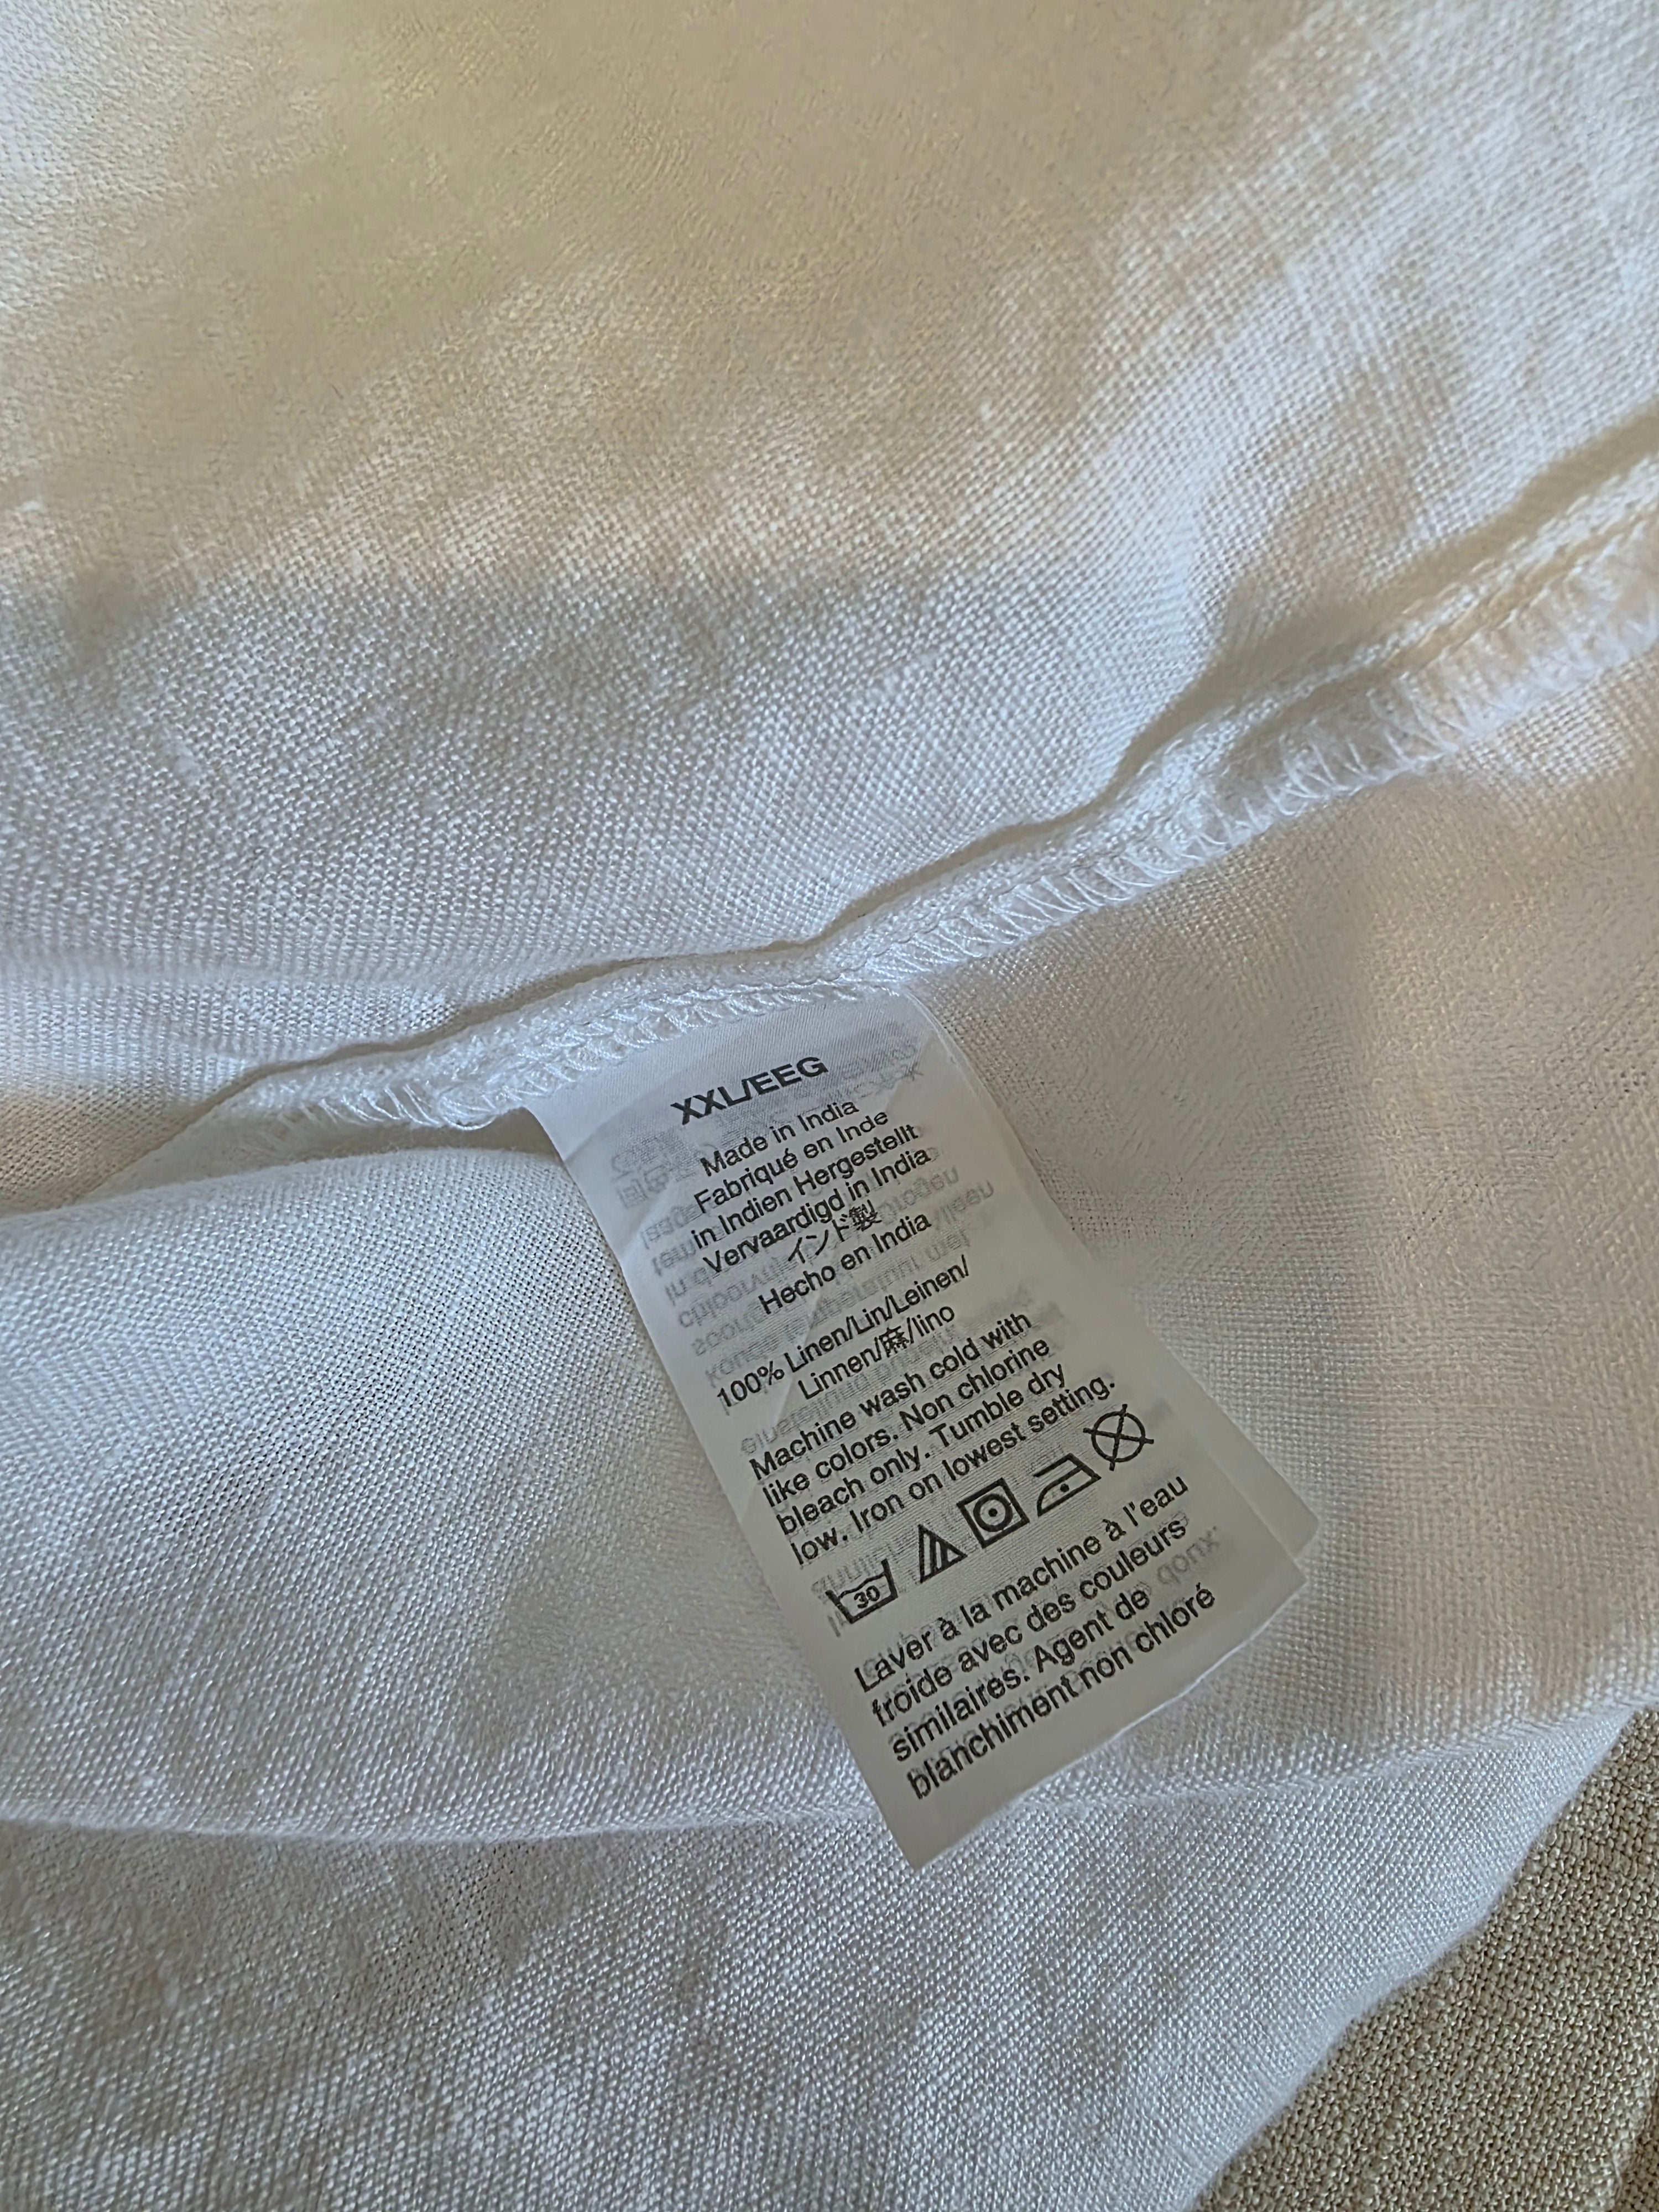 XXL/EEG
Made in India
Fabriqué en Inde
in Indien Hergestellt
Vervaardigd in India
インド製
Hecho en India
100% Linen/Lin/Leinen/
Linnen/麻/lino
Machine wash cold with
like colors. Non chlorine
bleach only. Tumble dry
low. Iron on lowest setting.
30
Laver à la machine à l'eau
froide avec des couleurs
similaires. Agent de
blanchiment non chloré